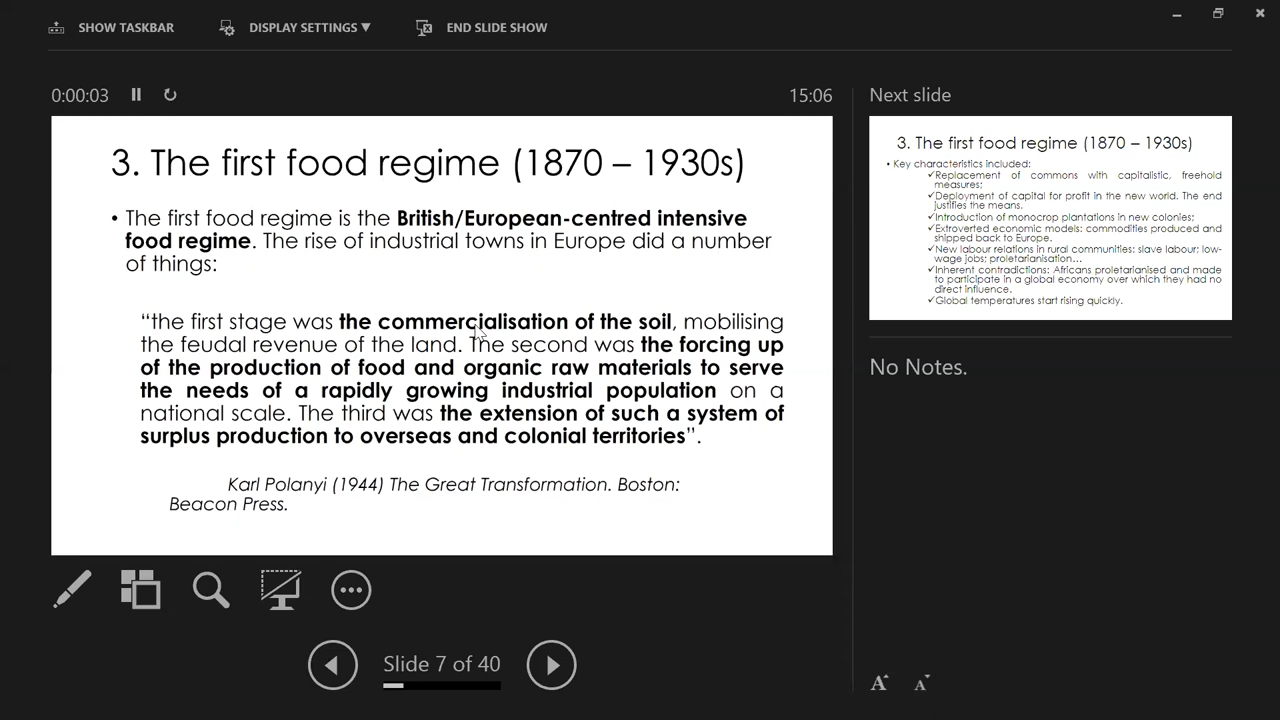 SHOW TASKBAR
DISPLAY SETTINGS ▼
END SLIDE SHOW
0:00:03
15:06
3. The first food regime (1870 – 1930s)
• The first food regime is the British/European-centred intensive
food regime. The rise of industrial towns in Europe did a number
of things:
“the first stage was the commercialisation of the soil, mobilising
the feudal revenue of the land. The second was the forcing up
of the production of food and organic raw materials to serve
the needs of a rapidly growing industrial population on a
national scale. The third was the extension of such a system of
surplus production to overseas and colonial territories”.
Karl Polanyi (1944) The Great Transformation. Boston:
Beacon Press.
Slide 7 of 40
Next slide
3. The first food regime (1870 – 1930s)
• Key characteristics included:
✓Replacement of commons with capitalistic, freehold
measures;
✓Deployment of capital for profit in the new world. The end
justifies the means.
✓Introduction of monocrop plantations in new colonies;
✓Extroverted economic models: commodities produced and
shipped back to Europe.
✓New labour relations in rural communities: slave labour; low-
wage jobs; proletarianisation…
✓Inherent contradictions: Africans proletarianised and made
to participate in a global economy over which they had no
direct influence.
✓Global temperatures start rising quickly.
No Notes.
A A